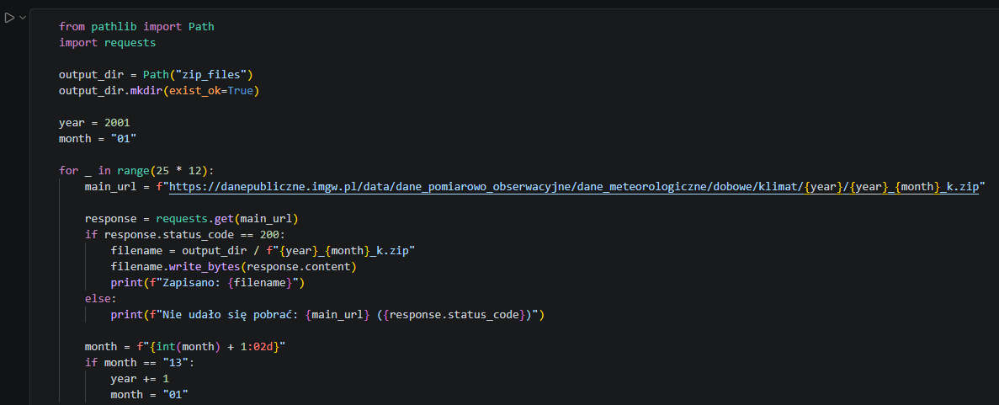 from pathlib import Path
import requests

output_dir = Path("zip_files")
output_dir.mkdir(exist_ok=True)

year = 2001
month = "01"

for _ in range(25 * 12):
    main_url = f"https://danepubliczne.imgw.pl/data/dane_pomiarowo_obserwacyjne/dane_meteorologiczne/dobowe/klimat/{year}/{year}_{month}_k.zip"

    response = requests.get(main_url)
    if response.status_code == 200:
        filename = output_dir / f"{year}_{month}_k.zip"
        filename.write_bytes(response.content)
        print(f"Zapisano: {filename}")
    else:
        print(f"Nie udało się pobrać: {main_url} ({response.status_code})")

    month = f"{int(month) + 1:02d}"
    if month == "13":
        year += 1
        month = "01"